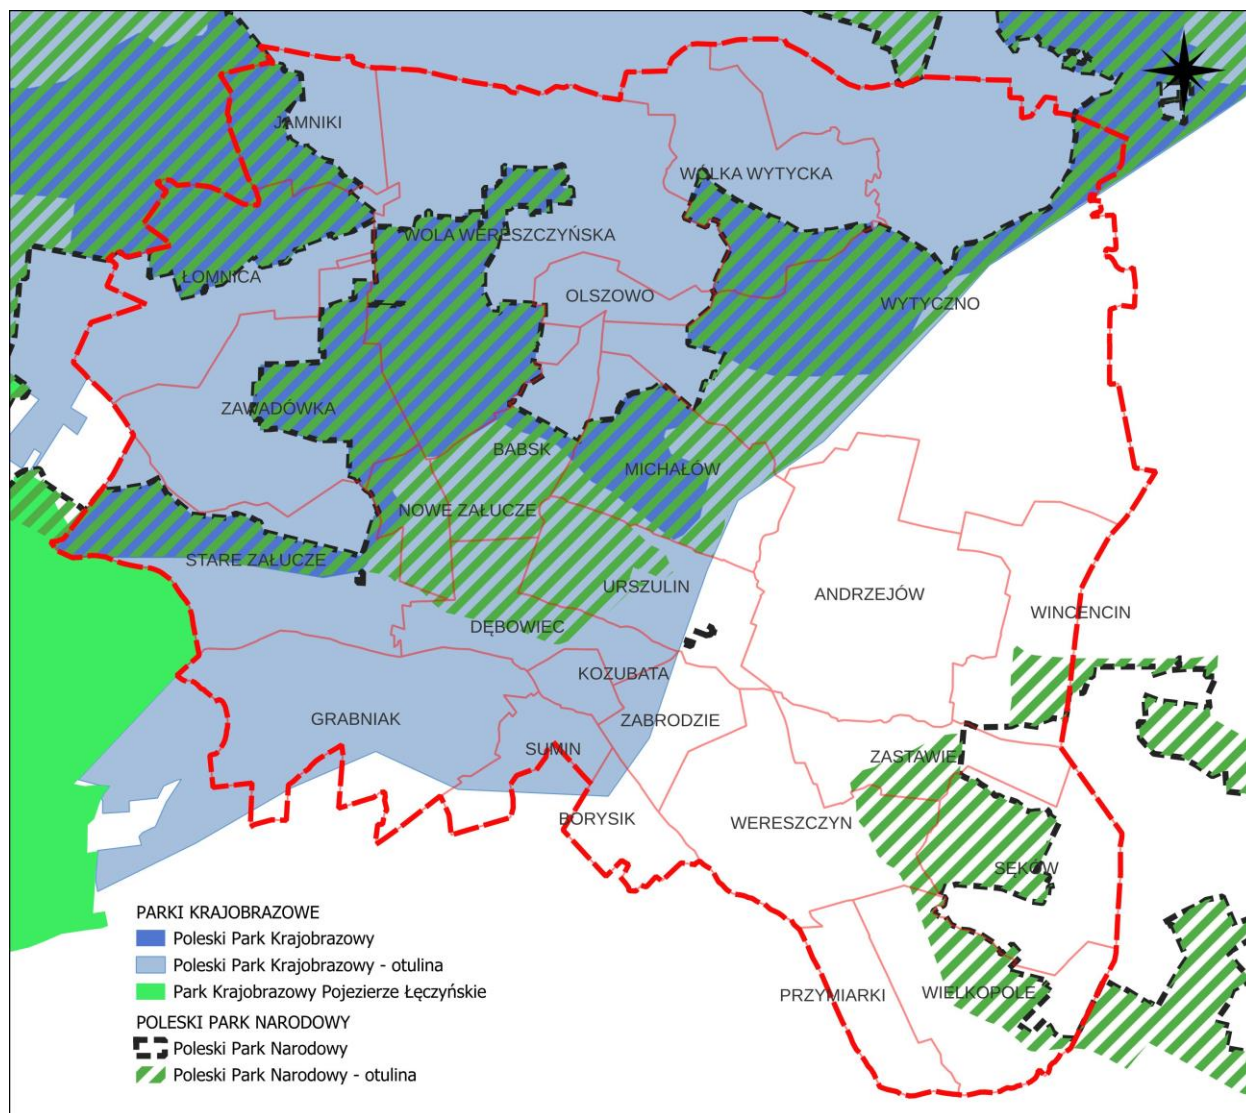 JAMNIKI
WÓLKA WYTYCKA
WOLA WERESZCZYŃSKA
ŁOMNICA
OLSZOWO
WYTYCZNO
ZAWADÓWKA
BABSK
MICHAŁÓW
NOWE ZAŁUCZE
STARE ZAŁUCZE
URSZULIN
ANDRZEJÓW
WINCENCIN
DĘBOWIEC
KOZUBATA
GRABNIAK
ZABRODZIE
SUMIN
ZASTAWIE
BORYSIK
WERESZCZYN
SĘKÓW
PRZYMIARKI
WIELKOPOLE
PARKI KRAJOBRAZOWE
Poleski Park Krajobrazowy
Poleski Park Krajobrazowy - otulina
Park Krajobrazowy Pojezierze Łęczyńskie
POLESKI PARK NARODOWY
Poleski Park Narodowy
Poleski Park Narodowy - otulina